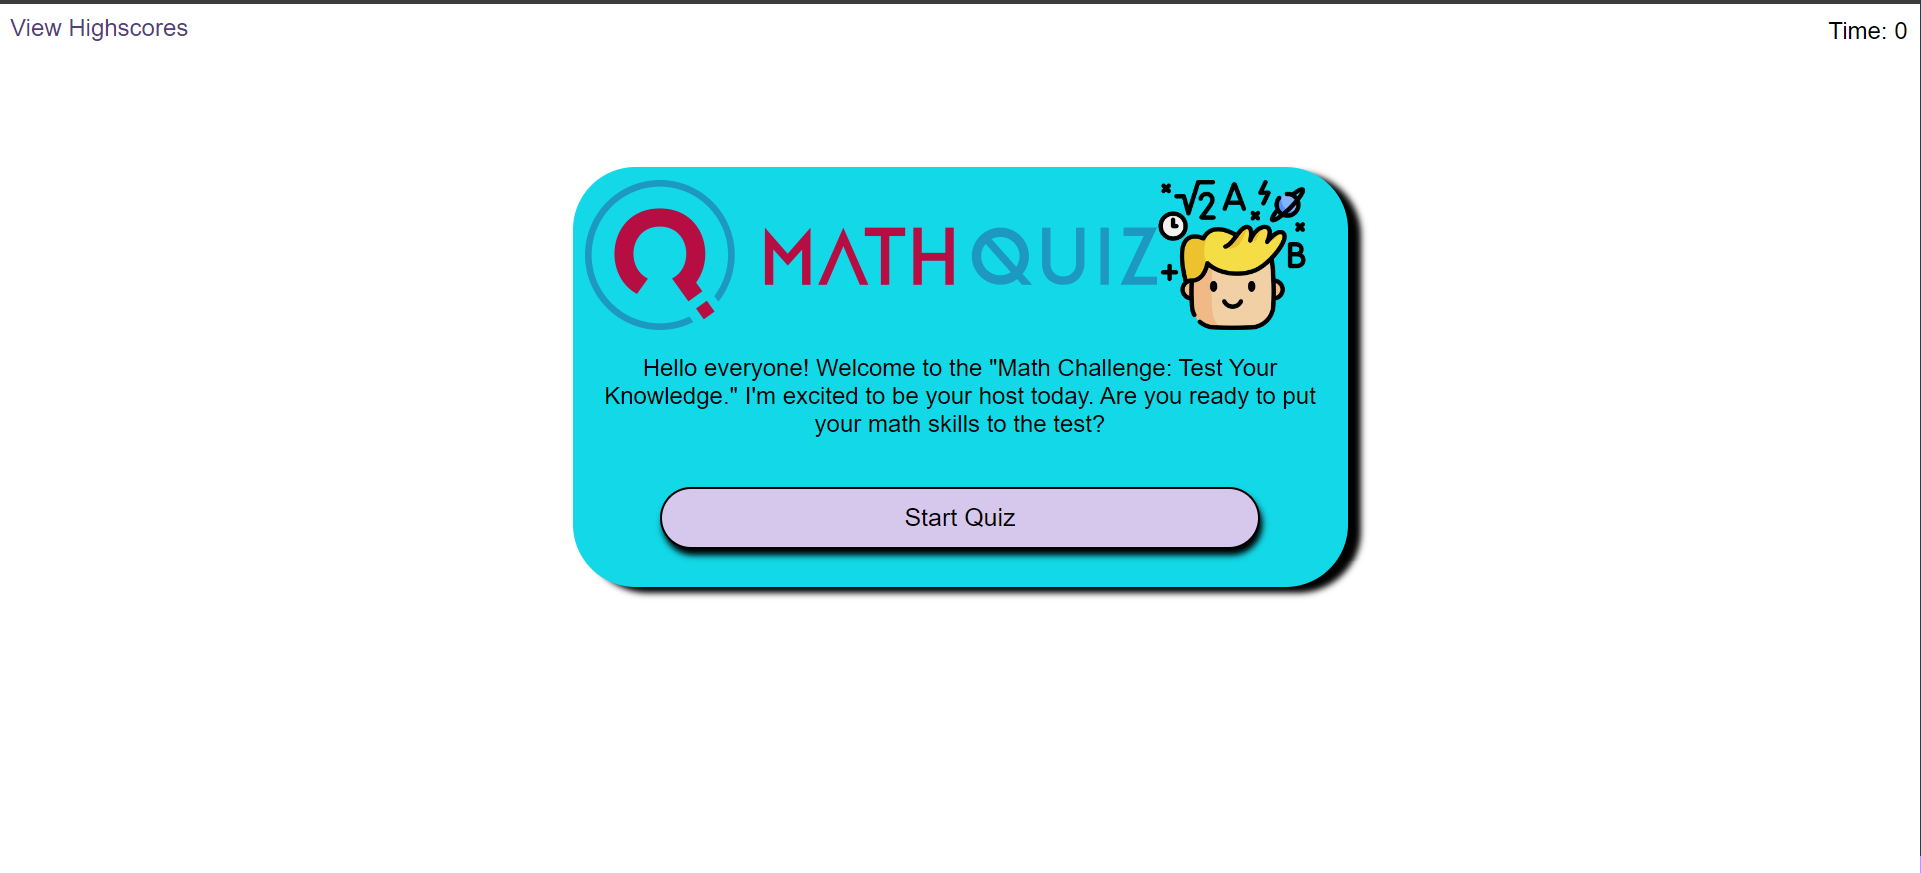 View Highscores
Time: 0
MATH QUIZ
√2 A
B
Hello everyone! Welcome to the "Math Challenge: Test Your
Knowledge." I'm excited to be your host today. Are you ready to put
your math skills to the test?
Start Quiz